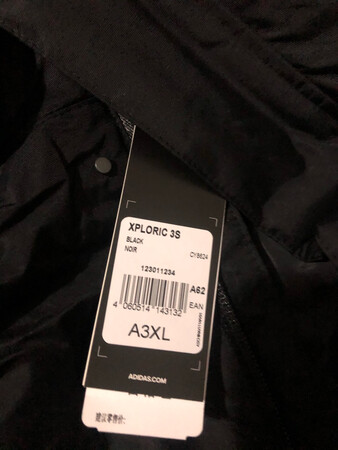 XPLORIC 3S
BLACK
NOIR
CY8624
123011234
A62
4 060514 143132
EAN
A3XL
ADIDAS.COM
建议零售价: